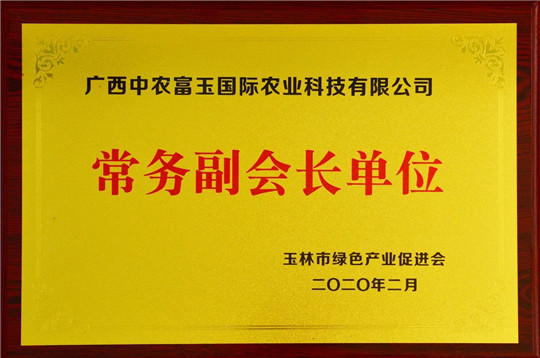 广西中农富玉国际农业科技有限公司
常务副会长单位
玉林市绿色产业促进会
二〇二〇年二月